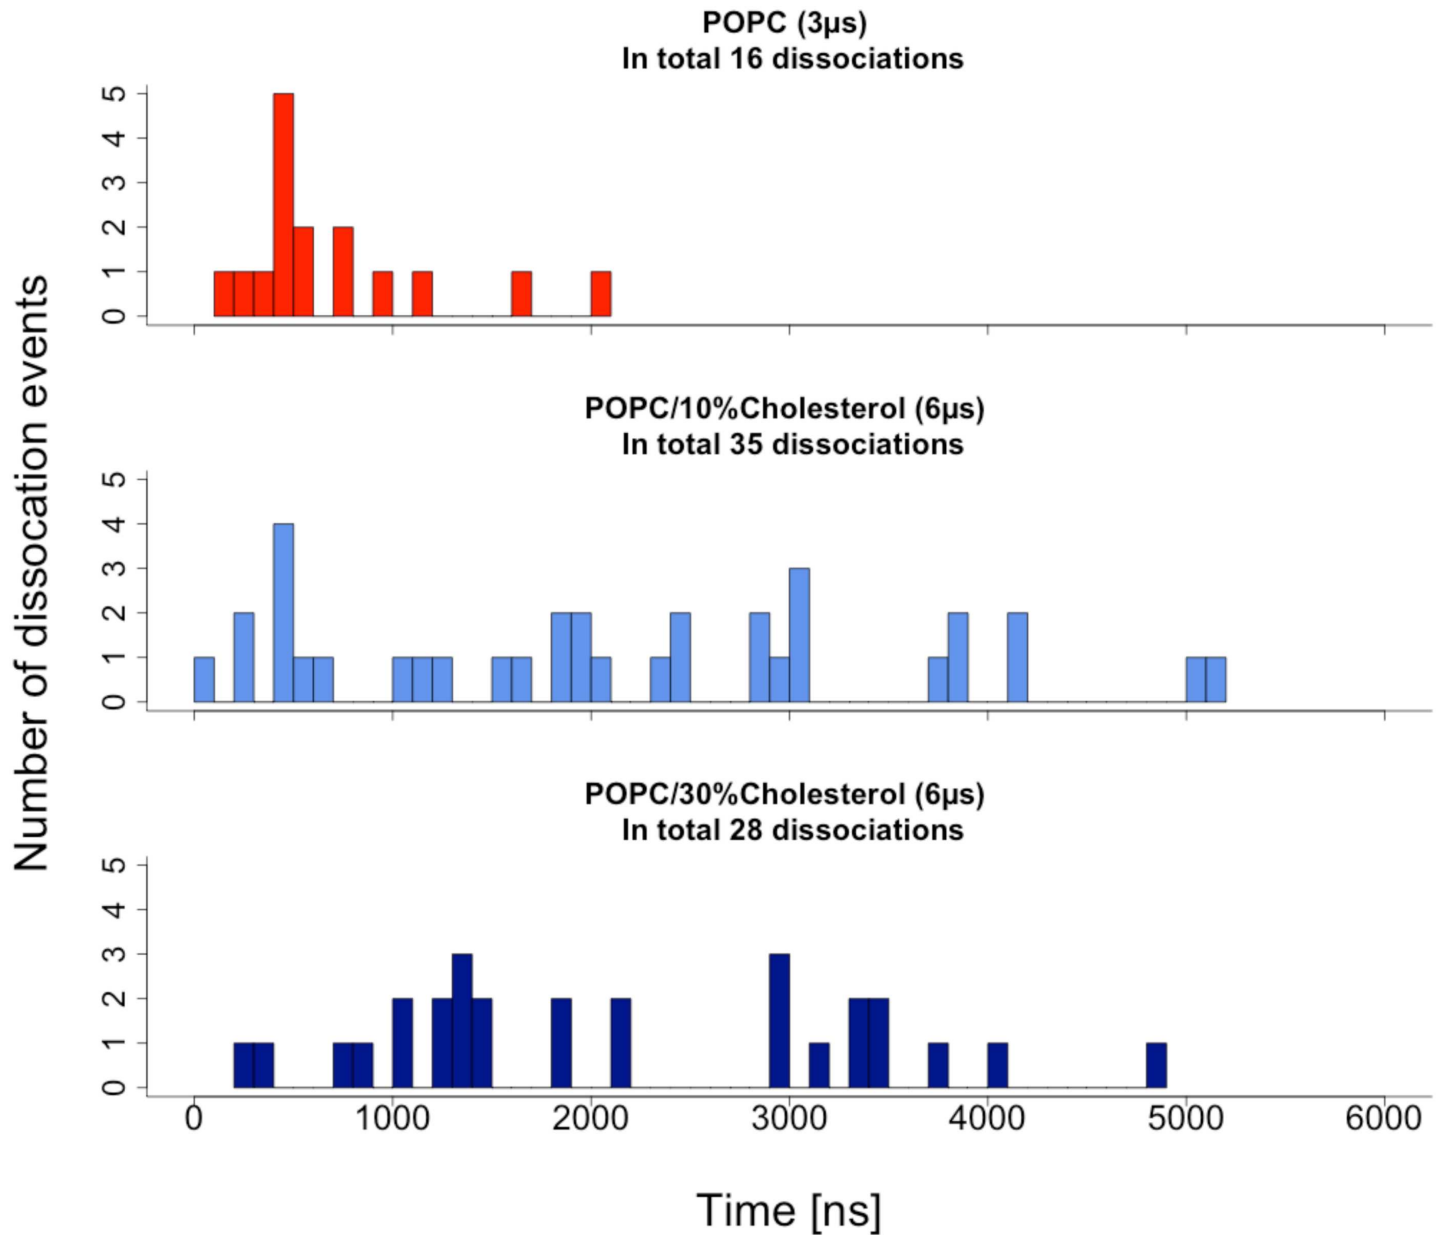 POPC (3µs)
In total 16 dissociations
5
4
3
2
1
0
POPC/10%Cholesterol (6µs)
In total 35 dissociations
5
4
3
2
1
0
POPC/30%Cholesterol (6µs)
In total 28 dissociations
5
4
3
2
1
0
0 1000 2000 3000 4000 5000 6000
Time [ns]
Number of dissocation events